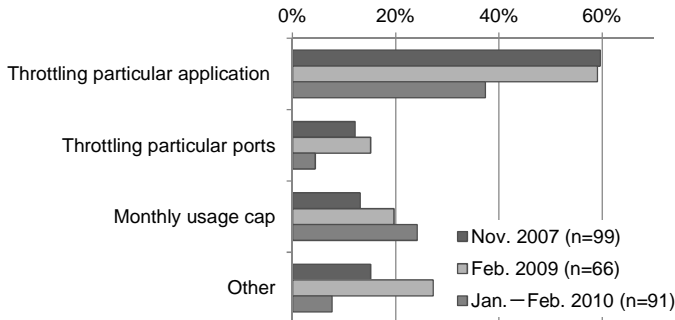 0% 20% 40% 60%
Throttling particular application
Throttling particular ports
Monthly usage cap
Other
Nov. 2007 (n=99)
Feb. 2009 (n=66)
Jan.－Feb. 2010 (n=91)